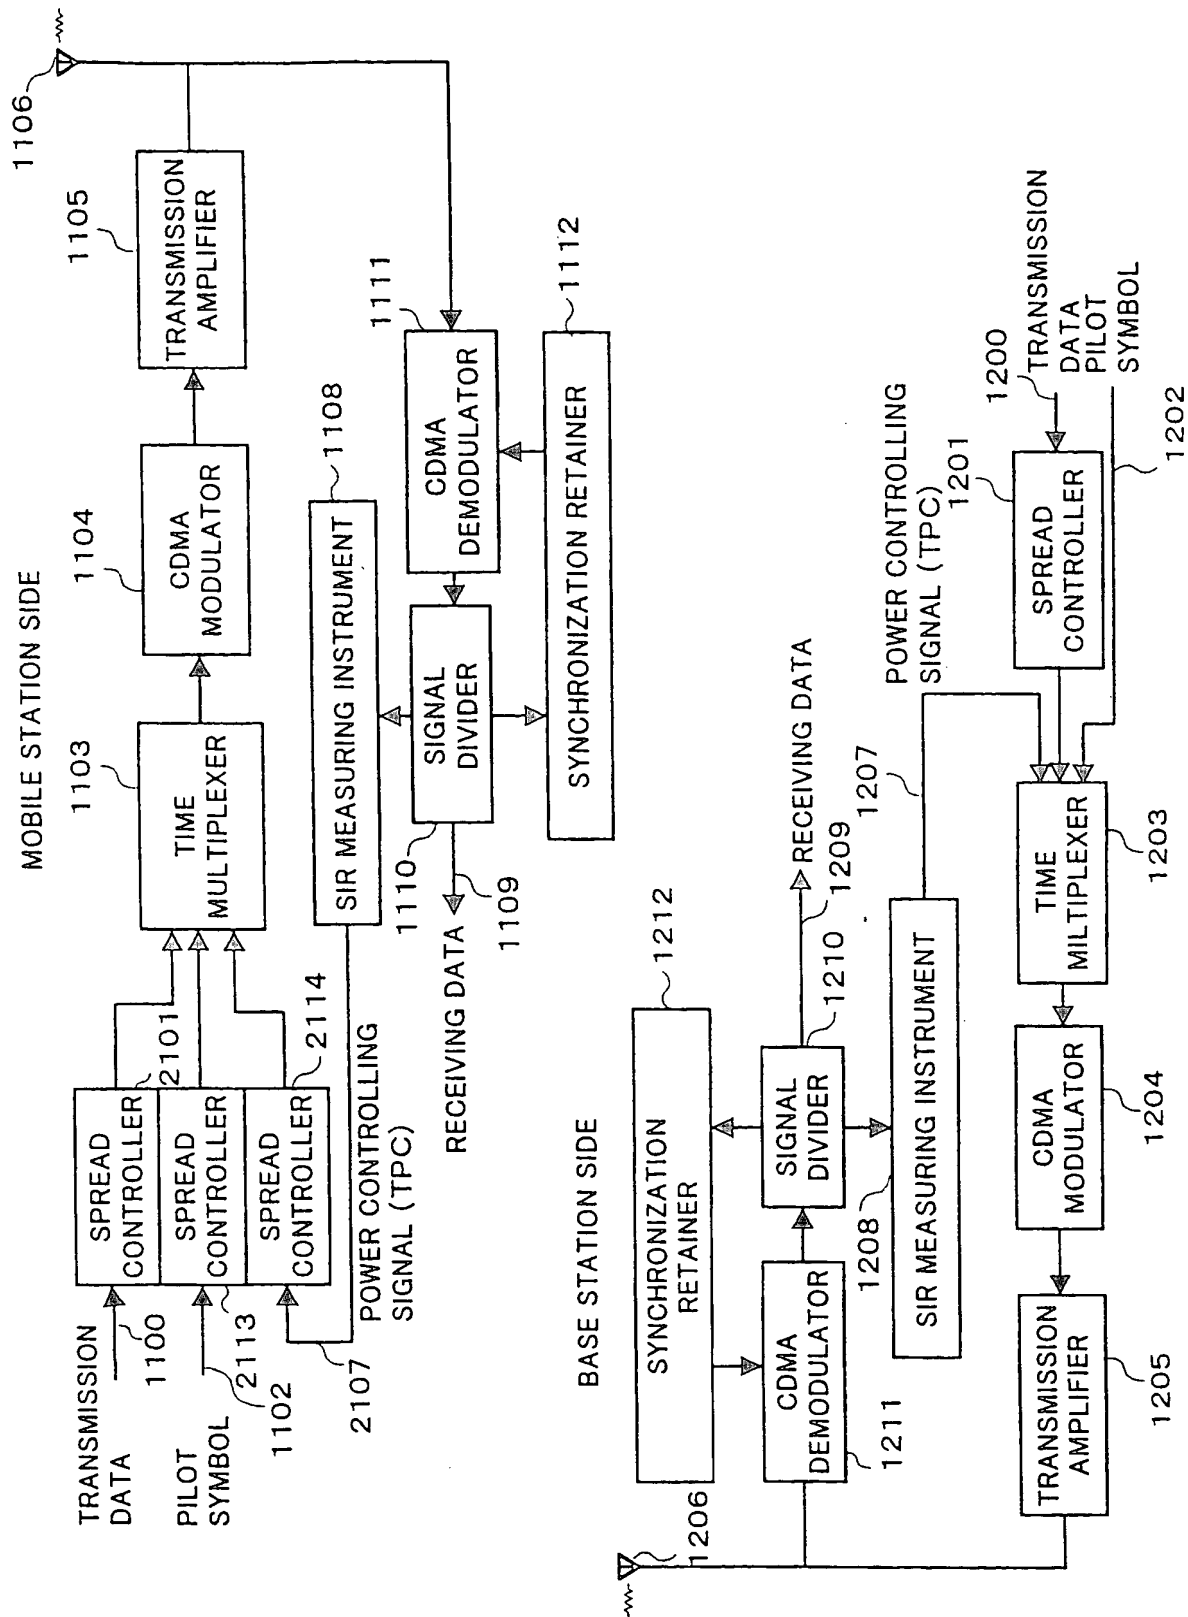 MOBILE STATION SIDE
TRANSMISSION
DATA
1100
PILOT
SYMBOL
1102
2107
SPREAD
CONTROLLER
2101
SPREAD
CONTROLLER
2113
SPREAD
CONTROLLER
2114
TIME
MULTIPLEXER
1103
CDMA
MODULATOR
1104
TRANSMISSION
AMPLIFIER
1105
1106
POWER CONTROLLING
SIGNAL (TPC)
SIR MEASURING INSTRUMENT
1108
RECEIVING DATA
1109
SIGNAL
DIVIDER
1110
CDMA
DEMODULATOR
1111
SYNCHRONIZATION RETAINER
1112
BASE STATION SIDE
1206
SYNCHRONIZATION
RETAINER
1212
CDMA
DEMODULATOR
1211
SIGNAL
DIVIDER
1210
RECEIVING DATA
1209
SIR MEASURING INSTRUMENT
1208
1207
POWER CONTROLLING
SIGNAL (TPC)
TRANSMISSION
AMPLIFIER
1205
CDMA
MODULATOR
1204
TIME
MILTIPLEXER
1203
SPREAD
CONTROLLER
1201
1200
TRANSMISSION
DATA
PILOT
SYMBOL
1202